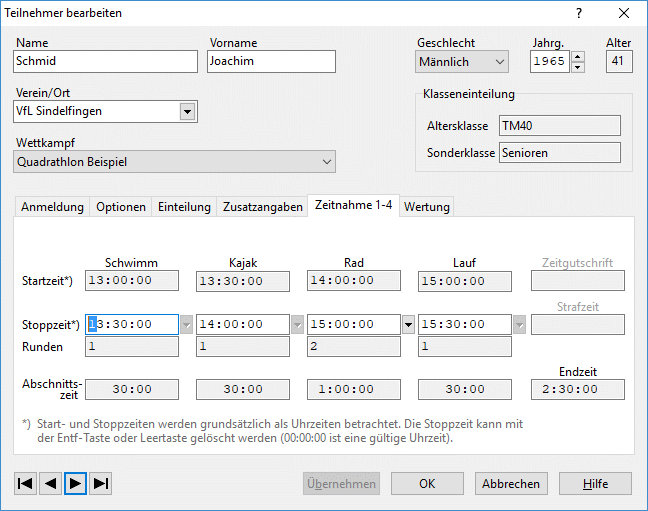 Teilnehmer bearbeiten ?
Name Vorname Geschlecht Jahrg. Alter
Schmid Joachim Männlich 1965 41
Verein/Ort Klasseneinteilung
VfL Sindelfingen Altersklasse TM40
Wettkampf Sonderklasse Senioren
Quadrathlon Beispiel
Anmeldung Optionen Einteilung Zusatzangaben Zeitnahme 1-4 Wertung
Schwimm Kajak Rad Lauf Zeitgutschrift
Startzeit*) 13:00:00 13:30:00 14:00:00 15:00:00
Strafzeit
Stoppzeit*) 13:30:00 14:00:00 15:00:00 15:30:00
Runden 1 1 2 1
Endzeit
Abschnitts-
zeit 30:00 30:00 1:00:00 30:00 2:30:00
*) Start- und Stoppzeiten werden grundsätzlich als Uhrzeiten betrachtet. Die Stoppzeit kann mit
der Entf-Taste oder Leertaste gelöscht werden (00:00:00 ist eine gültige Uhrzeit).
Übernehmen OK Abbrechen Hilfe